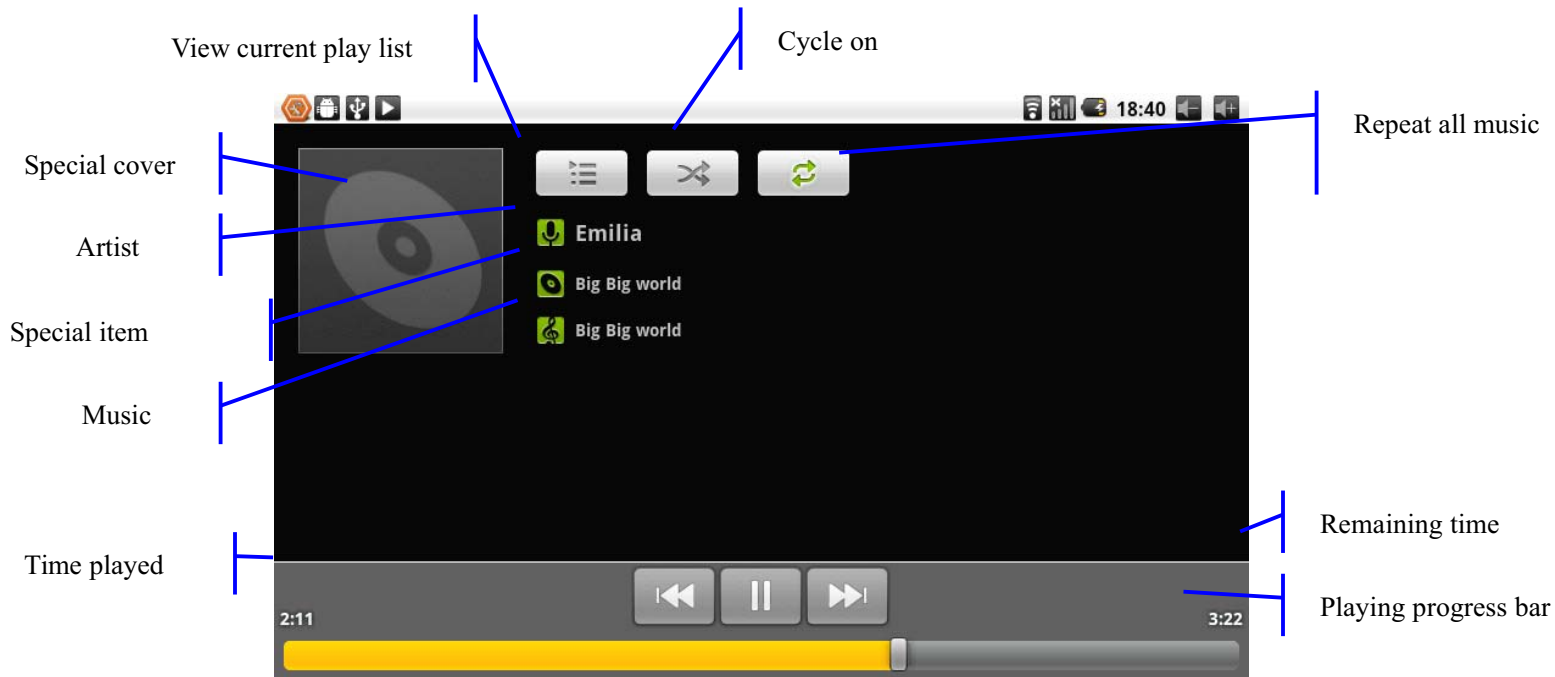 View current play list
Cycle on
18:40
Repeat all music
Special cover
Artist
Emilia
Big Big world
Special item
Big Big world
Music
Remaining time
Time played
Playing progress bar
2:11
3:22